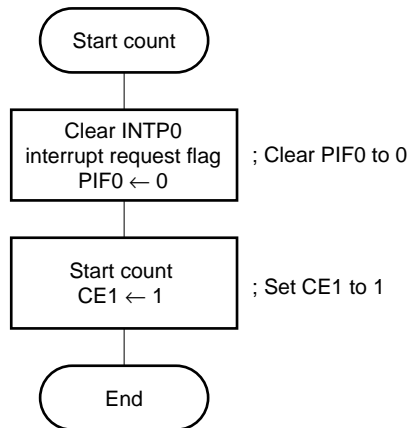 Start count
Clear INTP0
interrupt request flag
PIF0 ← 0
; Clear PIF0 to 0
Start count
CE1 ← 1
; Set CE1 to 1
End